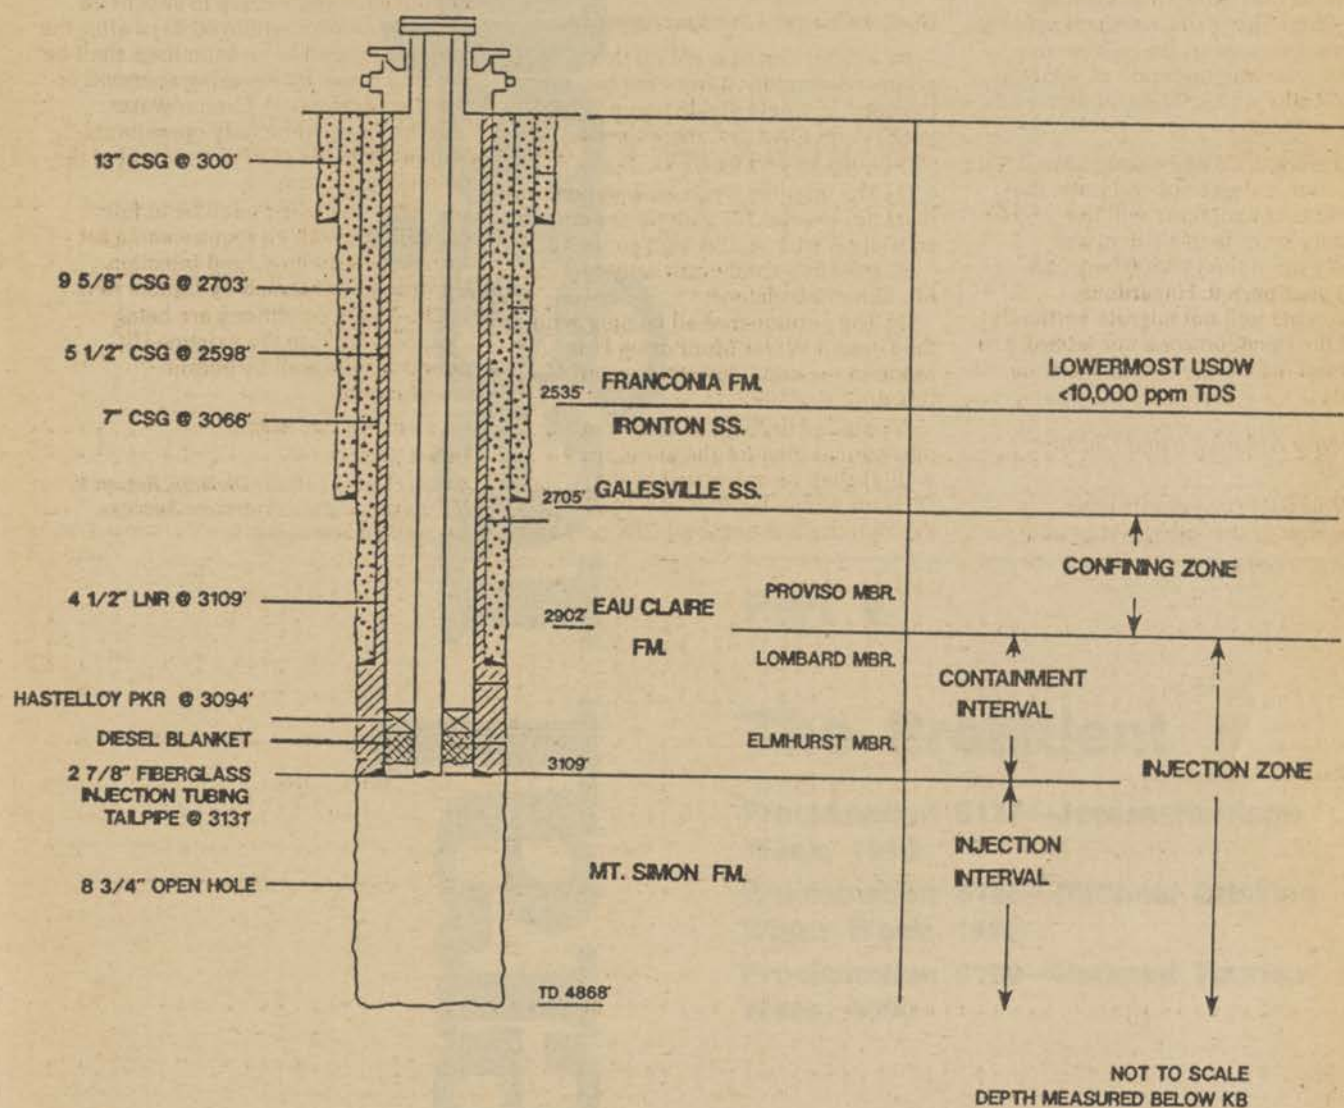 13" CSG @ 300'
9 5/8" CSG @ 2703'
5 1/2" CSG @ 2598'
7" CSG @ 3066'
4 1/2" LNR @ 3109'
HASTELLOY PKR @ 3094'
DIESEL BLANKET
2 7/8" FIBERGLASS
INJECTION TUBING
TAILPIPE @ 3131'
8 3/4" OPEN HOLE
2535' FRANCONIA FM.
IRONTON SS.
2705' GALESVILLE SS.
2902' EAU CLAIRE
FM.
3109'
MT. SIMON FM.
TD 4868'
PROVISO MBR.
LOMBARD MBR.
ELMHURST MBR.
LOWERMOST USDW
<10,000 ppm TDS
CONFINING ZONE
CONTAINMENT
INTERVAL
INJECTION ZONE
INJECTION
INTERVAL
NOT TO SCALE
DEPTH MEASURED BELOW KB